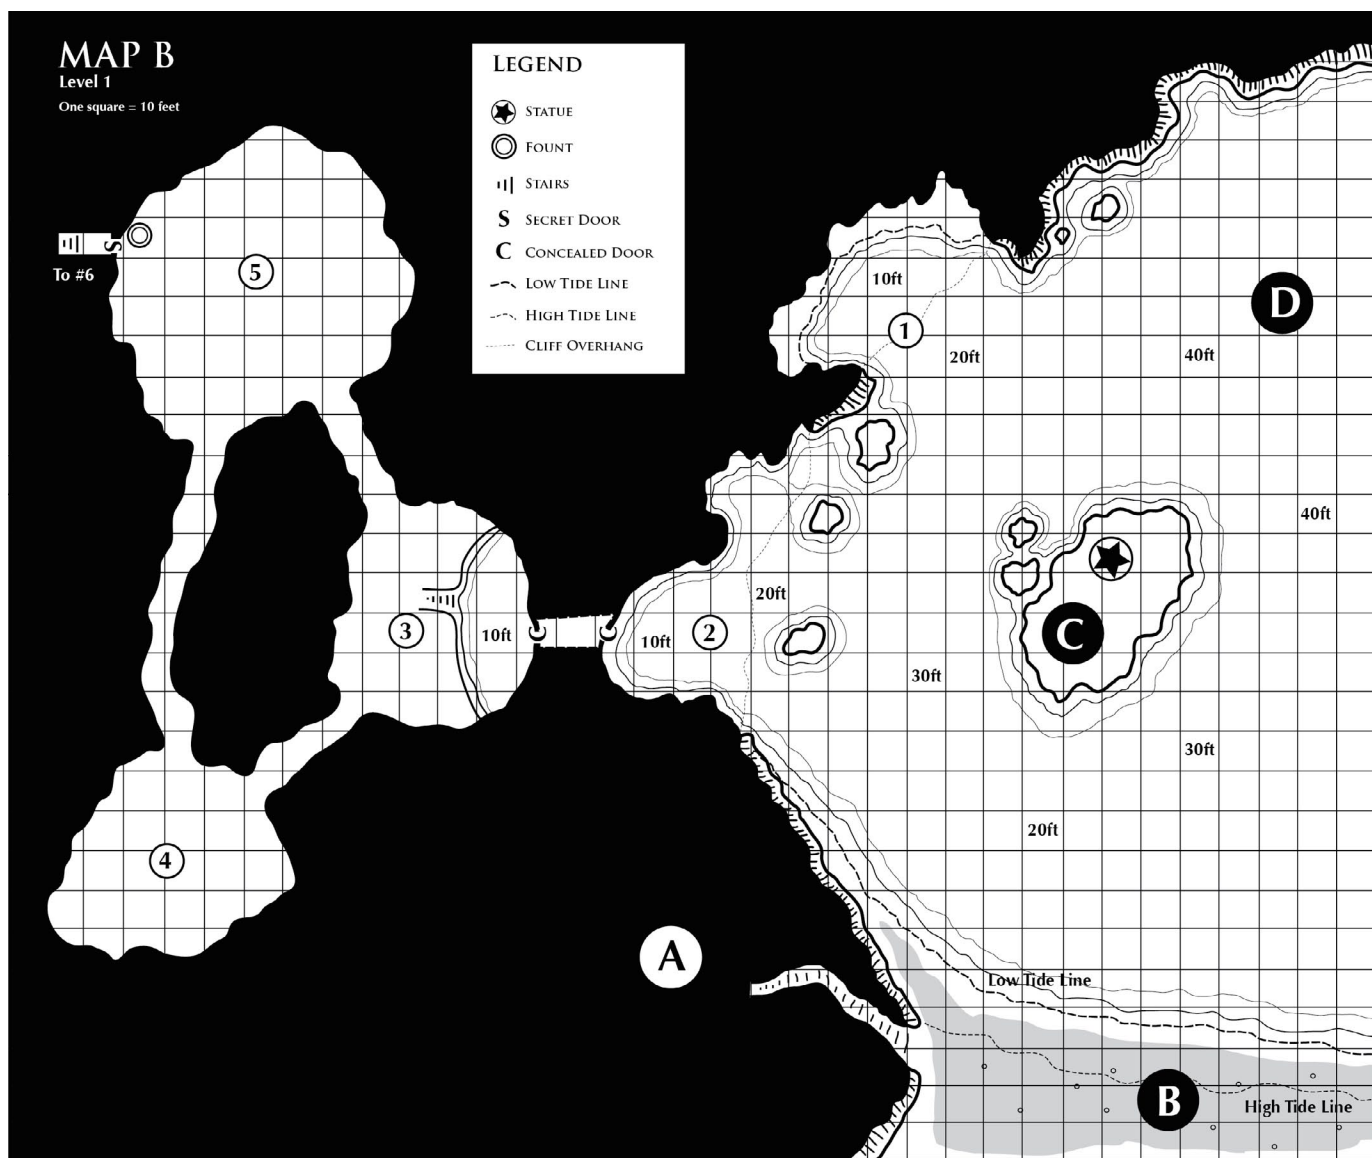 MAP B
Level 1
One square = 10 feet
LEGEND
STATUE
FOUNT
STAIRS
S SECRET DOOR
C CONCEALED DOOR
LOW TIDE LINE
HIGH TIDE LINE
CLIFF OVERHANG
S
To #6
5
10ft
1
20ft
40ft
D
40ft
20ft
3
10ft
C
C
10ft
2
C
30ft
30ft
20ft
4
A
Low Tide Line
B
High Tide Line